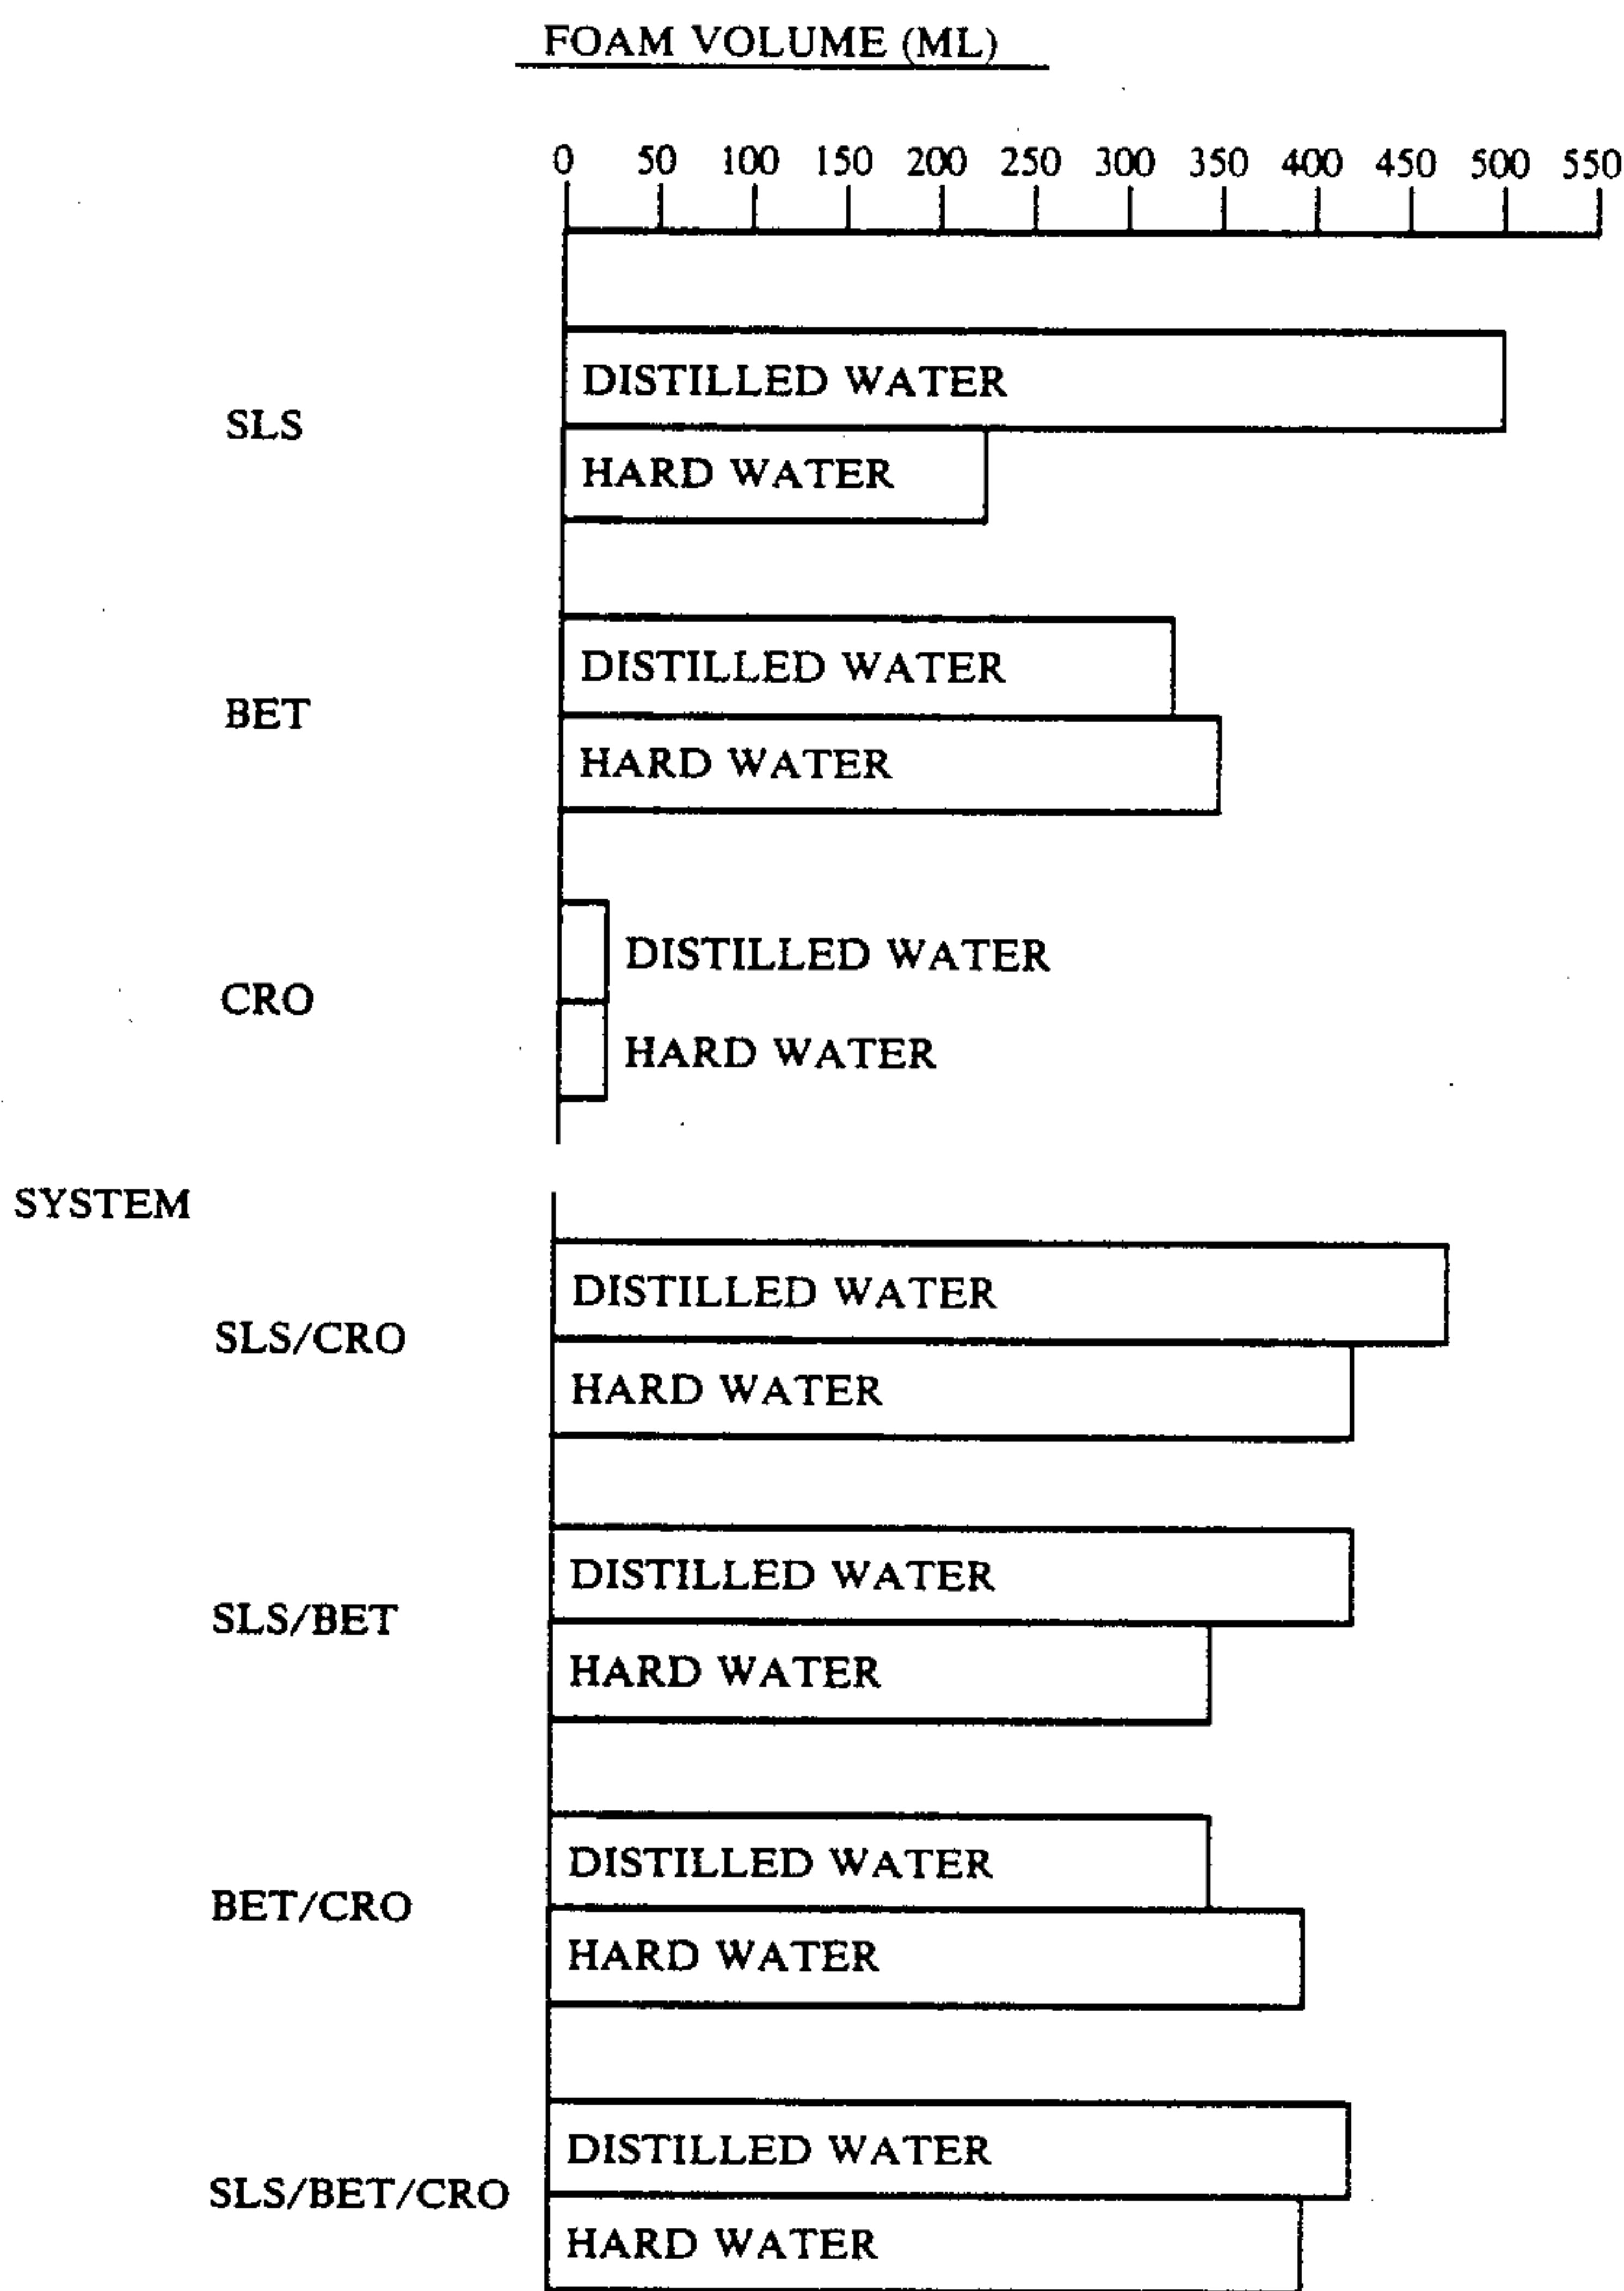 FOAM VOLUME (ML)
0 50 100 150 200 250 300 350 400 450 500 550
DISTILLED WATER
SLS
HARD WATER
DISTILLED WATER
BET
HARD WATER
DISTILLED WATER
CRO
HARD WATER
SYSTEM
DISTILLED WATER
SLS/CRO
HARD WATER
DISTILLED WATER
SLS/BET
HARD WATER
DISTILLED WATER
BET/CRO
HARD WATER
DISTILLED WATER
SLS/BET/CRO
HARD WATER